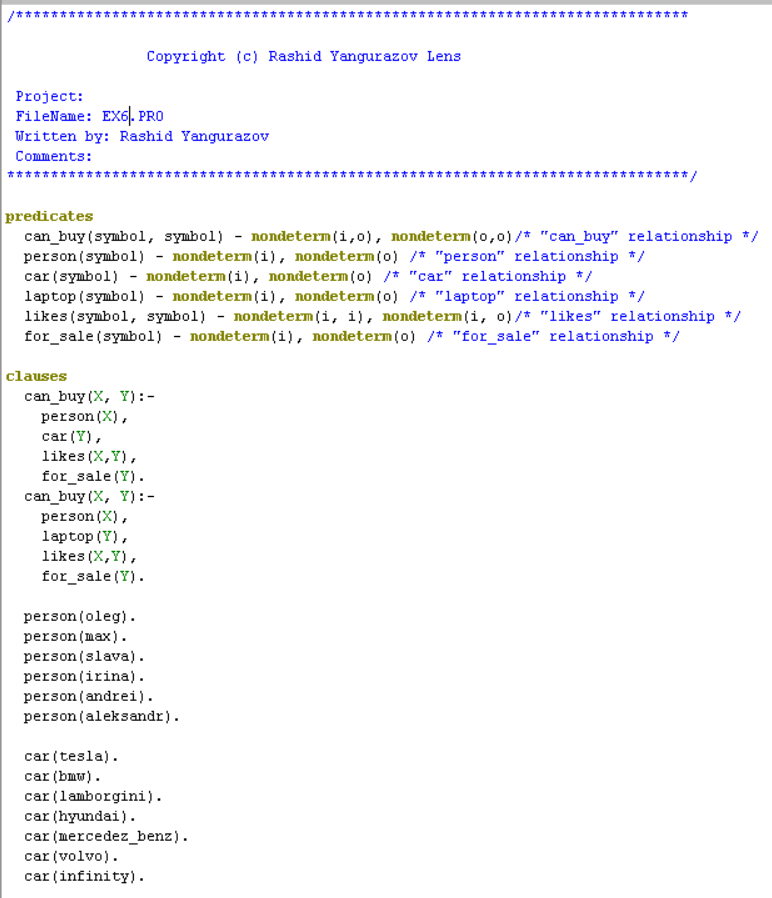 /******************************************************************************
Copyright (c) Rashid Yangurazov Lens
Project:
FileName: EX6.PRO
Written by: Rashid Yangurazov
Comments:
******************************************************************************/
predicates
can_buy(symbol, symbol) - nondeterm(i,o), nondeterm(o,o)/* "can_buy" relationship */
person(symbol) - nondeterm(i), nondeterm(o) /* "person" relationship */
car(symbol) - nondeterm(i), nondeterm(o) /* "car" relationship */
laptop(symbol) - nondeterm(i), nondeterm(o) /* "laptop" relationship */
likes(symbol, symbol) - nondeterm(i, i), nondeterm(i, o)/* "likes" relationship */
for_sale(symbol) - nondeterm(i), nondeterm(o) /* "for_sale" relationship */
clauses
can_buy(X, Y):-
person(X),
car(Y),
likes(X,Y),
for_sale(Y).
can_buy(X, Y):-
person(X),
laptop(Y),
likes(X,Y),
for_sale(Y).
person(oleg).
person(max).
person(slava).
person(irina).
person(andrei).
person(aleksandr).
car(tesla).
car(bmw).
car(lamborgini).
car(hyundai).
car(mercedez_benz).
car(volvo).
car(infinity).